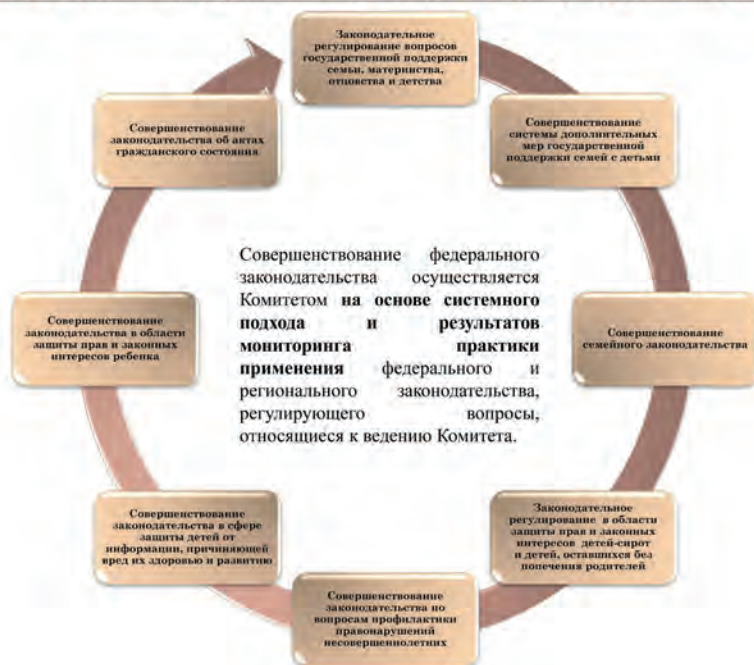 Законодательное
регулирование вопросов
государственной поддержки
семьи, материнства,
отцовства и детства
Совершенствование
системы дополнительных
мер государственной
поддержки семей с детьми
Совершенствование
семейного законодательства
Законодательное
регулирование в области
защиты прав и законных
интересов детей-сирот
и детей, оставшихся без
попечения родителей
Совершенствование
законодательства по
вопросам профилактики
правонарушений
несовершеннолетних
Совершенствование
законодательства в сфере
защиты детей от
информации, причиняющей
вред их здоровью и развитию
Совершенствование
законодательства в области
защиты прав и законных
интересов ребенка
Совершенствование
законодательства об актах
гражданского состояния
Совершенствование федерального
законодательства осуществляется
Комитетом на основе системного
подхода и результатов
мониторинга практики
применения федерального и
регионального законодательства,
регулирующего вопросы,
относящиеся к ведению Комитета.